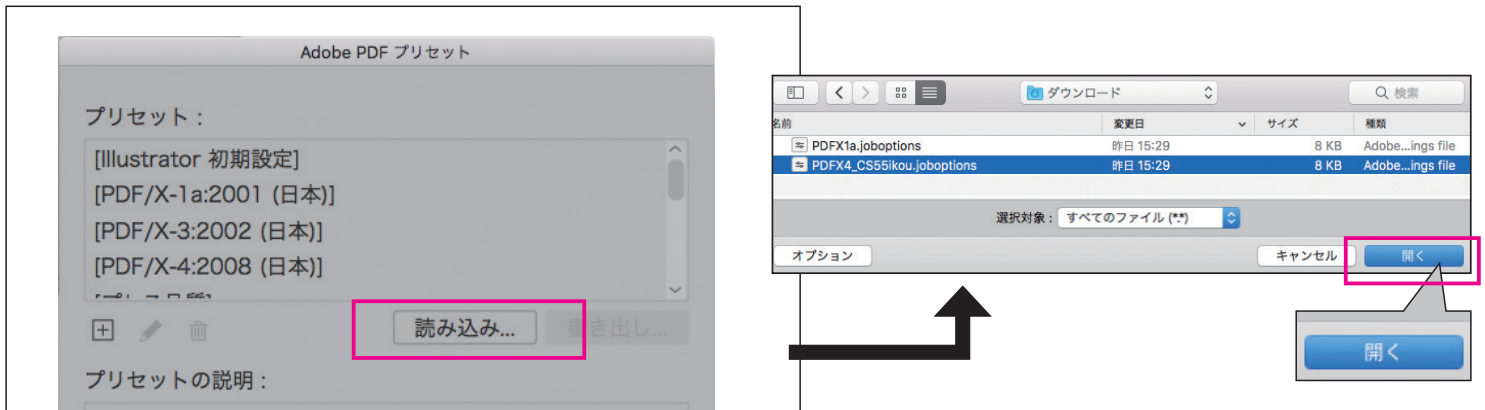 Adobe PDF プリセット
プリセット :
[Illustrator 初期設定]
[PDF/X-1a:2001 (日本)]
[PDF/X-3:2002 (日本)]
[PDF/X-4:2008 (日本)]
[プレス品質]
読み込み...
書き出し...
プリセットの説明 :
ダウンロード
検索
名前 変更日 サイズ 種類
PDFX1a.joboptions 昨日 15:29 8 KB Adobe...ings file
PDFX4_CS55ikou.joboptions 昨日 15:29 8 KB Adobe...ings file
選択対象 : すべてのファイル (*.*)
オプション キャンセル 開く
開く